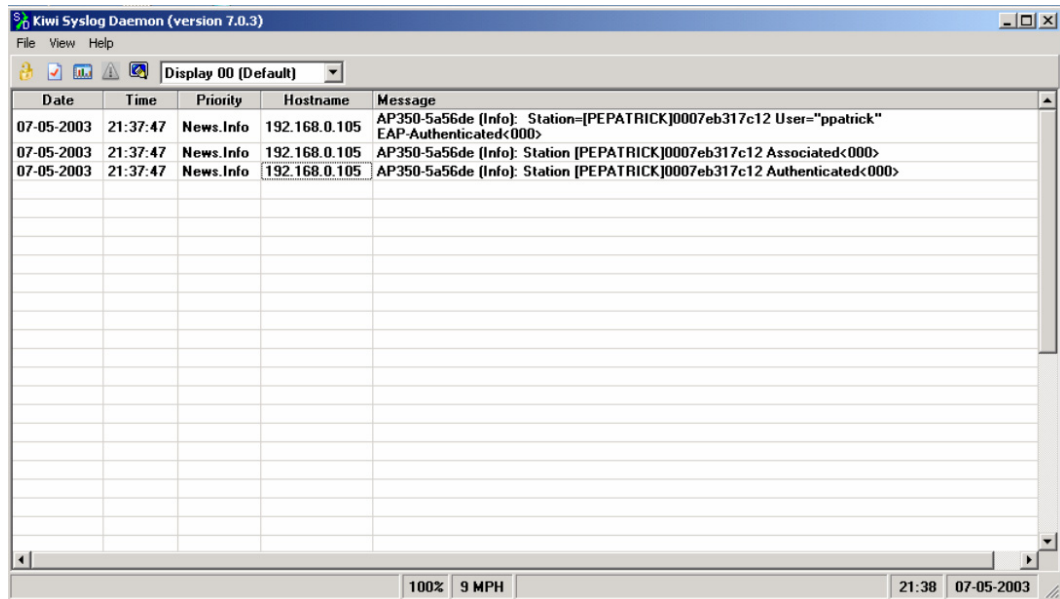 Kiwi Syslog Daemon (version 7.0.3)
File View Help
Display 00 (Default)
Date Time Priority Hostname Message
07-05-2003 21:37:47 News.Info 192.168.0.105 AP350-5a56de (Info): Station=[PEPATRICK]0007eb317c12 User="ppatrick"
EAP-Authenticated<000>
07-05-2003 21:37:47 News.Info 192.168.0.105 AP350-5a56de (Info): Station [PEPATRICK]0007eb317c12 Associated<000>
07-05-2003 21:37:47 News.Info 192.168.0.105 AP350-5a56de (Info): Station [PEPATRICK]0007eb317c12 Authenticated<000>
100% 9 MPH 21:38 07-05-2003